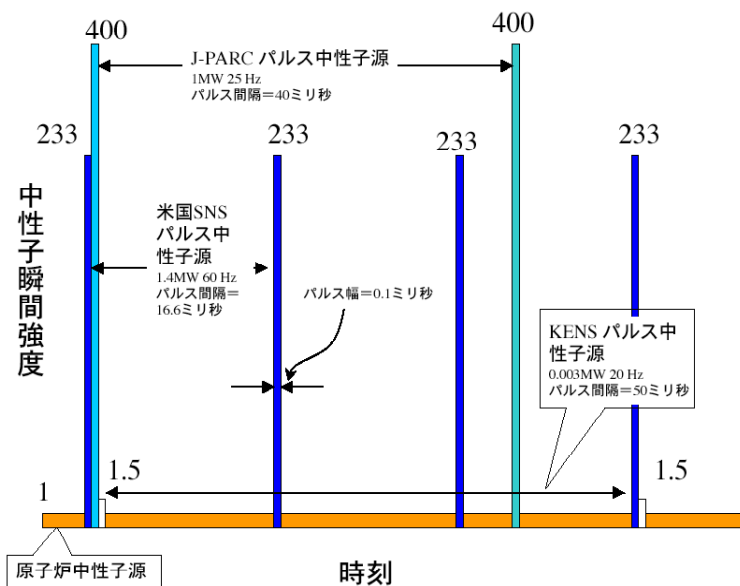 400
J-PARC パルス中性子源
1MW 25 Hz
パルス間隔＝40ミリ秒
400
233
233
233
233
中性子瞬間強度
米国SNS
パルス中
性子源
1.4MW 60 Hz
パルス間隔＝
16.6ミリ秒
パルス幅＝0.1ミリ秒
KENS パルス中
性子源
0.003MW 20 Hz
パルス間隔＝50ミリ秒
1
1.5
1.5
原子炉中性子源
時刻